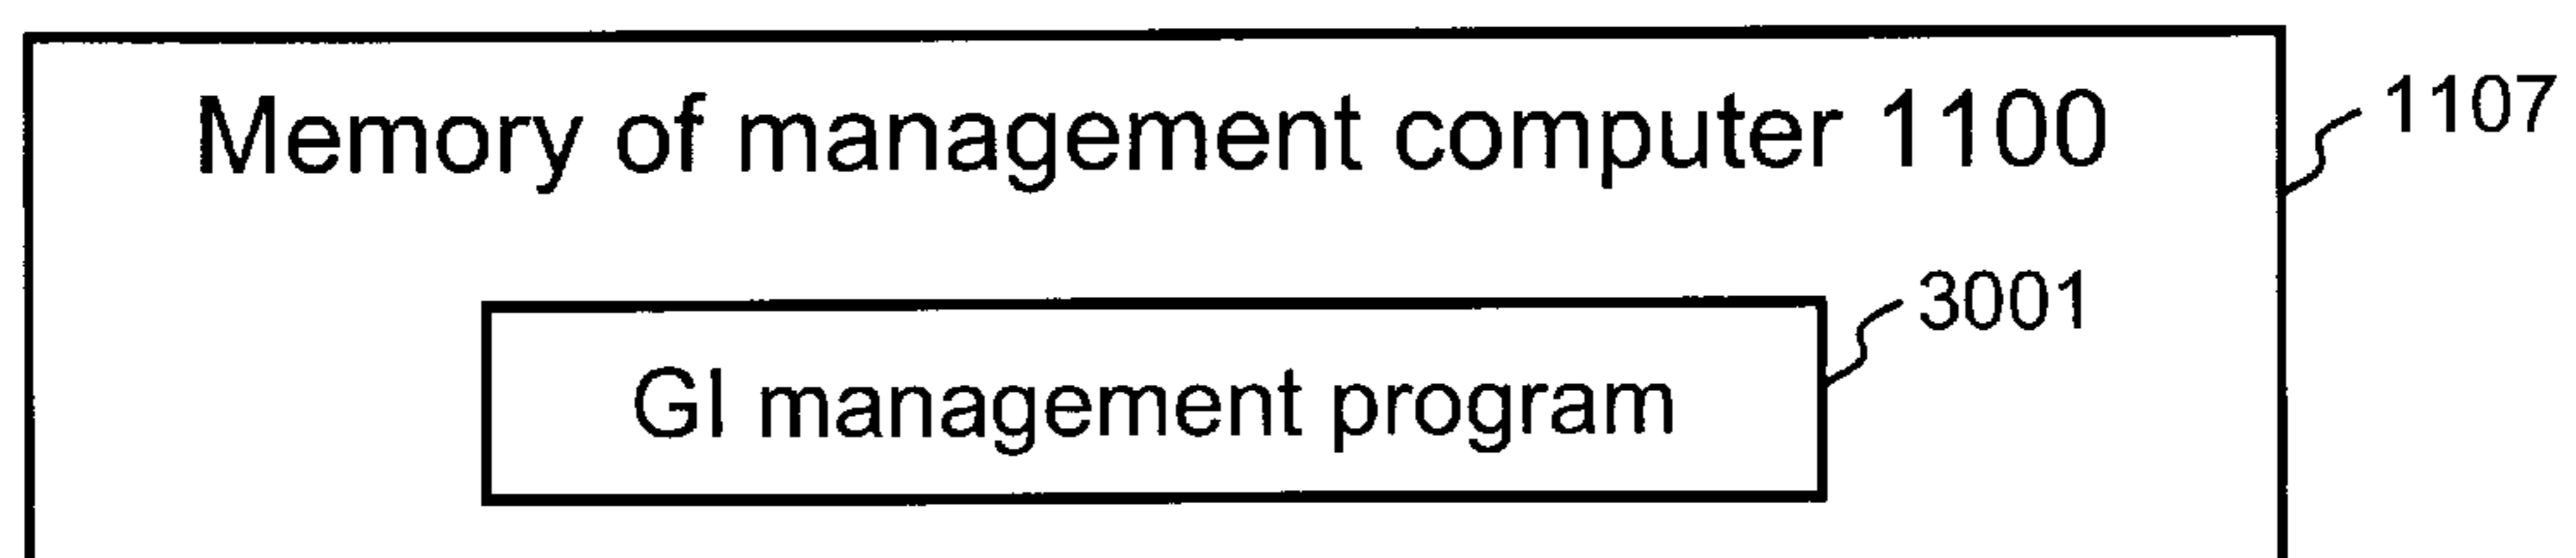 Memory of management computer 1100
1107
3001
GI management program